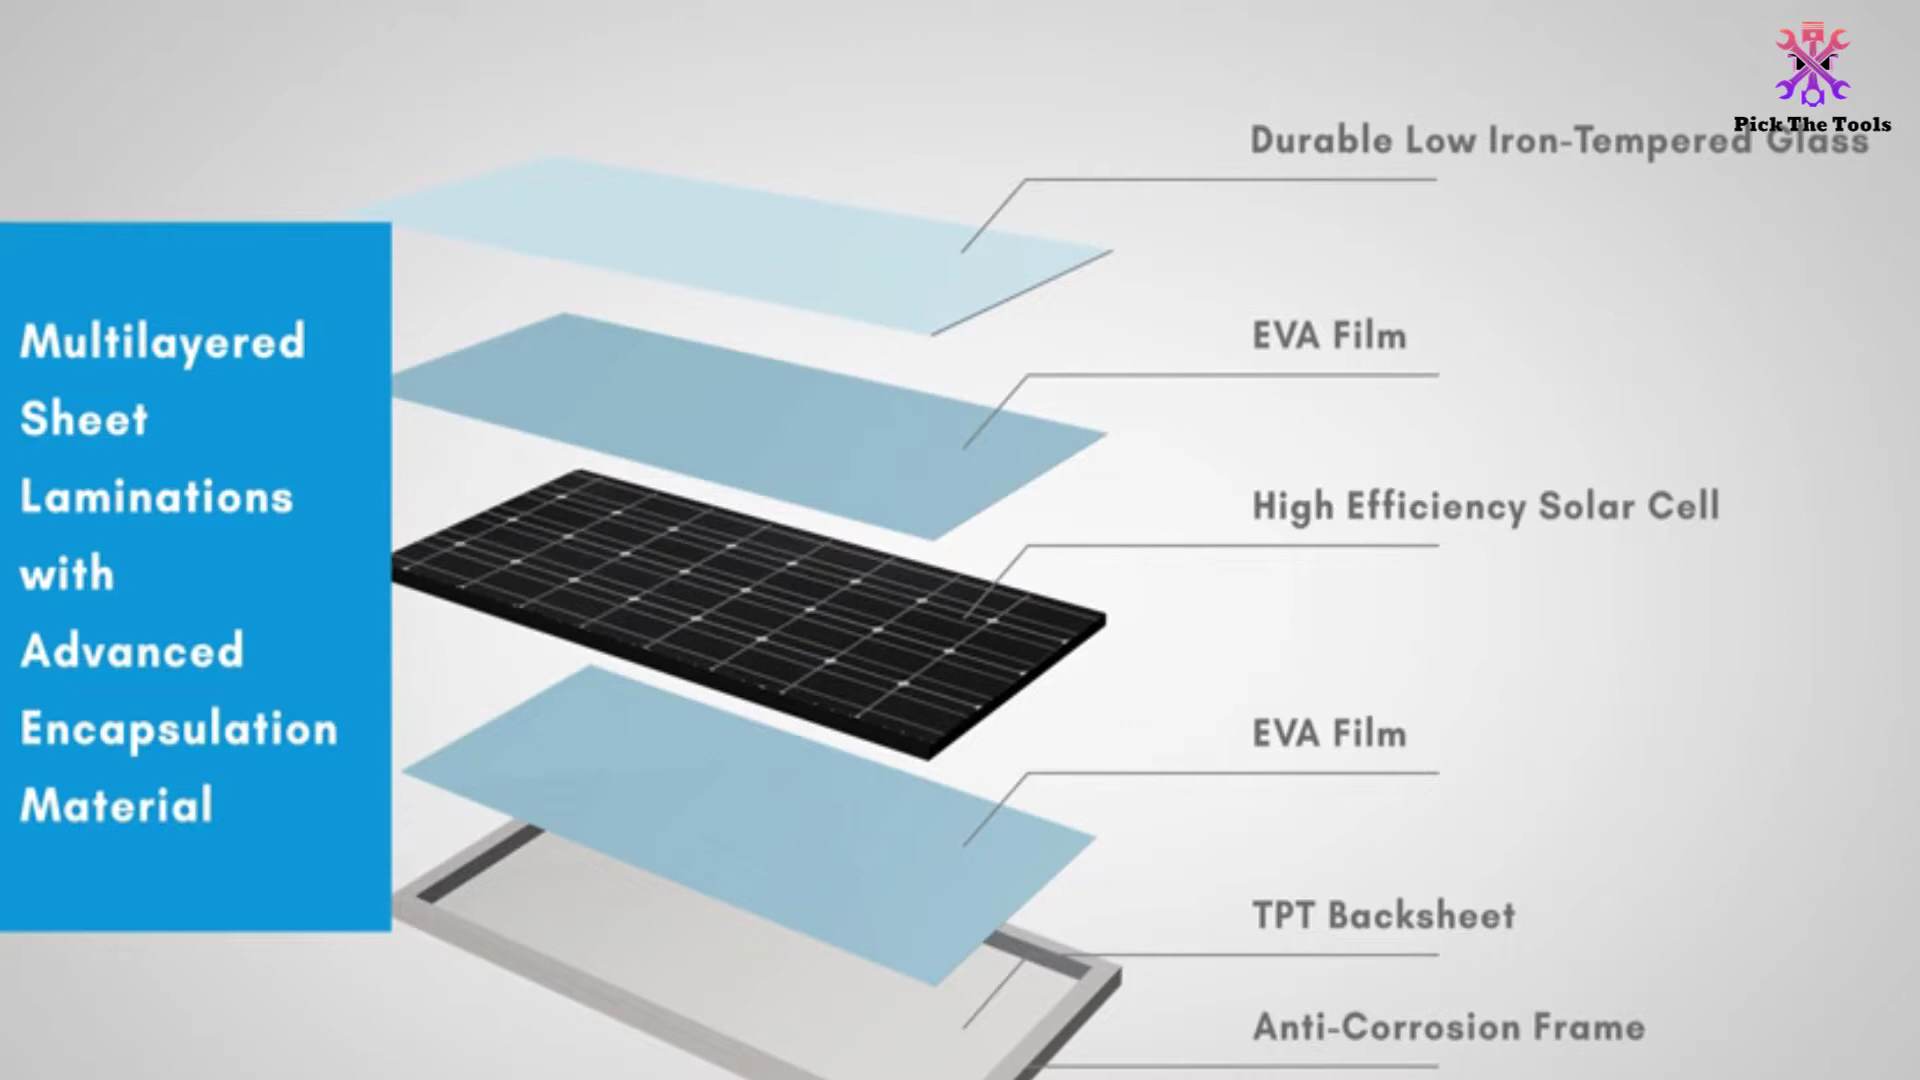 Pick The Tools
Durable Low Iron-Tempered Glass
EVA Film
High Efficiency Solar Cell
EVA Film
TPT Backsheet
Anti-Corrosion Frame
Multilayered
Sheet
Laminations
with
Advanced
Encapsulation
Material